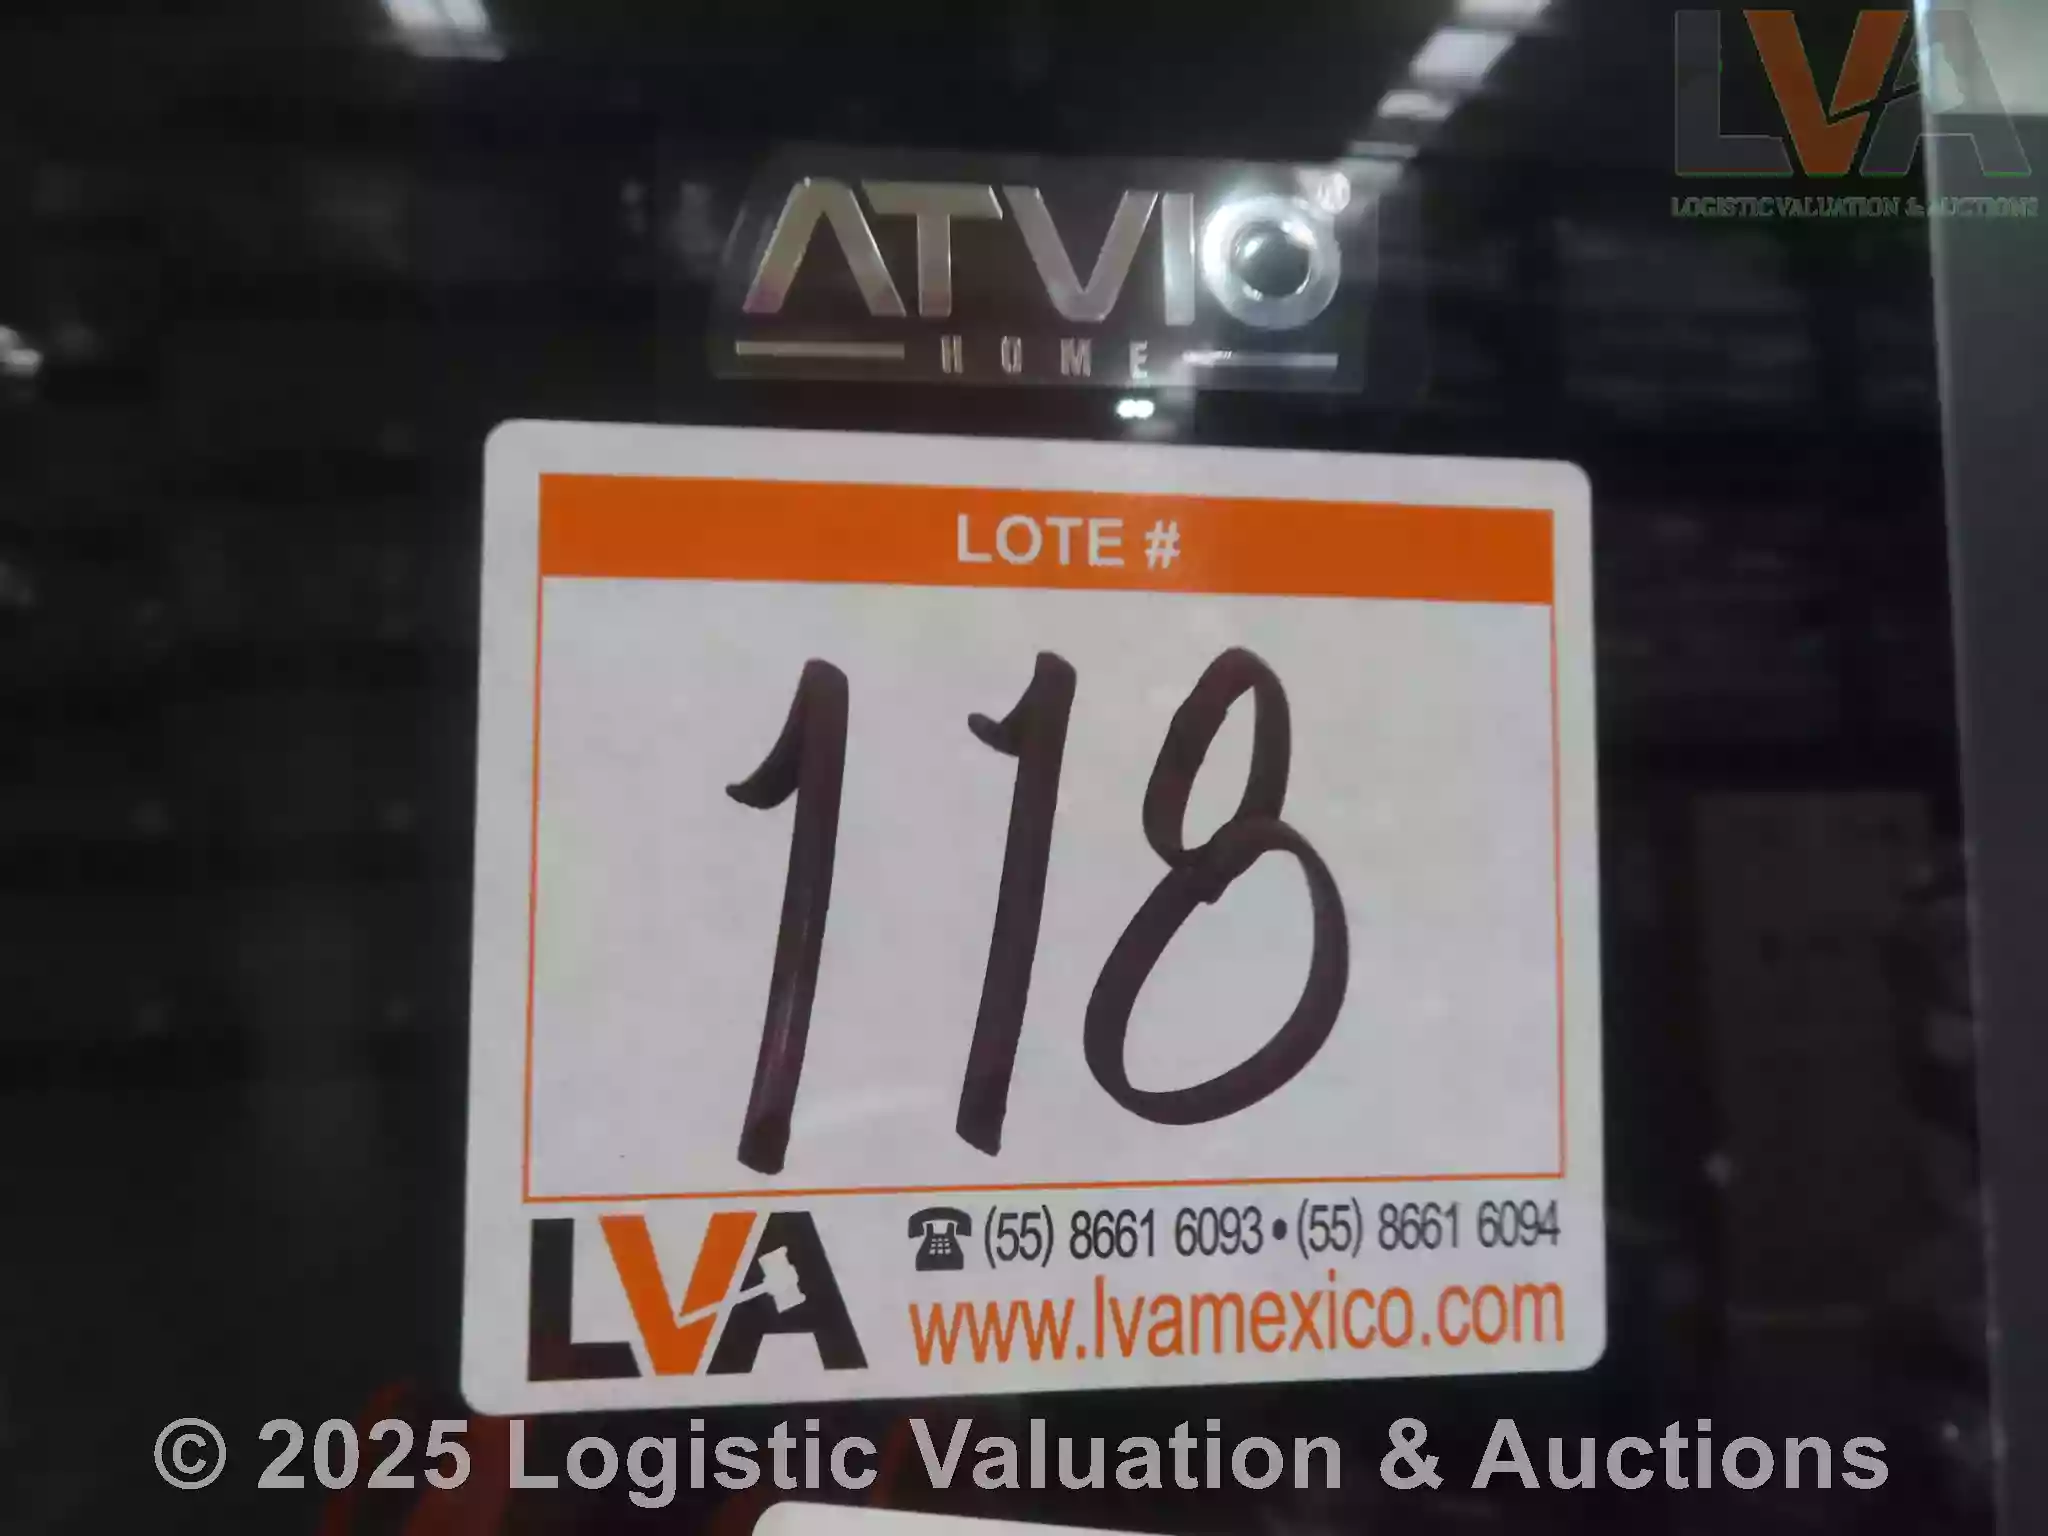 LVA
LOGISTIC VALUATION & AUCTIONS
ATVIO®
HOME
LOTE #
118
LVA
(55) 8661 6093 • (55) 8661 6094
www.lvamexico.com
© 2025 Logistic Valuation & Auctions